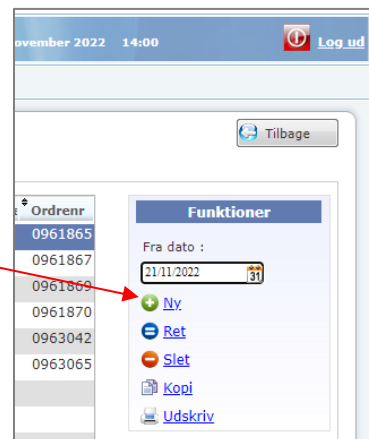 ovember 2022 14:00 Log ud
Tilbage
Ordrenr
0961865
0961867
0961869
0961870
0963042
0963065
Funktioner
Fra dato :
21/11/2022 31
Ny
Ret
Slet
Kopi
Udskriv